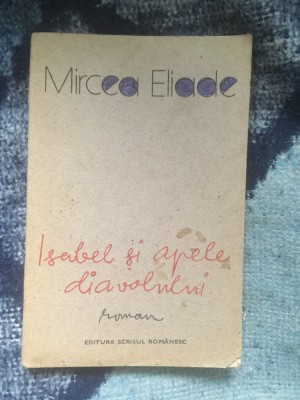 Mircea Eliade
Isabel și apele
diavolului
roman
EDITURA SCRISUL ROMÂNESC